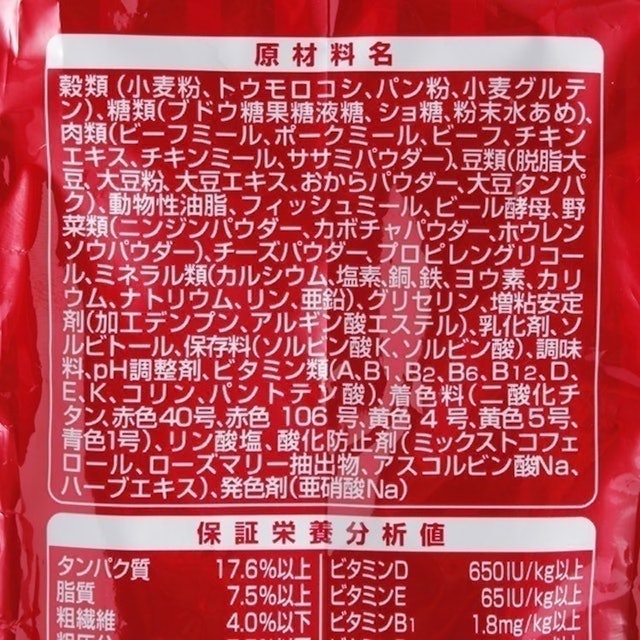 原材料名
穀類(小麦粉、トウモロコシ、パン粉、小麦グルテ
ン)、糖類(ブドウ糖果糖液糖、ショ糖、粉末水あめ)、
肉類(ビーフミール、ポークミール、ビーフ、チキン
エキス、チキンミール、ササミパウダー)、豆類(脱脂大
豆、大豆粉、大豆エキス、おからパウダー、大豆タンパ
ク)、動物性油脂、フィッシュミール、ビール酵母、野
菜類(ニンジンパウダー、カボチャパウダー、ホウレン
ソウパウダー)、チーズパウダー、プロピレングリコー
ル、ミネラル類(カルシウム、塩素、銅、鉄、ヨウ素、カリ
ウム、ナトリウム、リン、亜鉛)、グリセリン、増粘安定
剤(加工デンプン、アルギン酸エステル)、乳化剤、ソ
ルビトール、保存料(ソルビン酸K、ソルビン酸)、調味
料、pH調整剤、ビタミン類(A、B1、B2、B6、B12、D、
E、K、コリン、パントテン酸)、着色料(二酸化チ
タン、赤色40号、赤色106号、黄色4号、黄色5号、
青色1号)、リン酸塩、酸化防止剤(ミックストコフェ
ロール、ローズマリー抽出物、アスコルビン酸Na、
ハーブエキス)、発色剤(亜硝酸Na)
保証栄養分析値
タンパク質 17.6%以上 ビタミンD 650IU/kg以上
脂質 7.5%以上 ビタミンE 65IU/kg以上
粗繊維 4.0%以下 ビタミンB1 1.8mg/kg以上